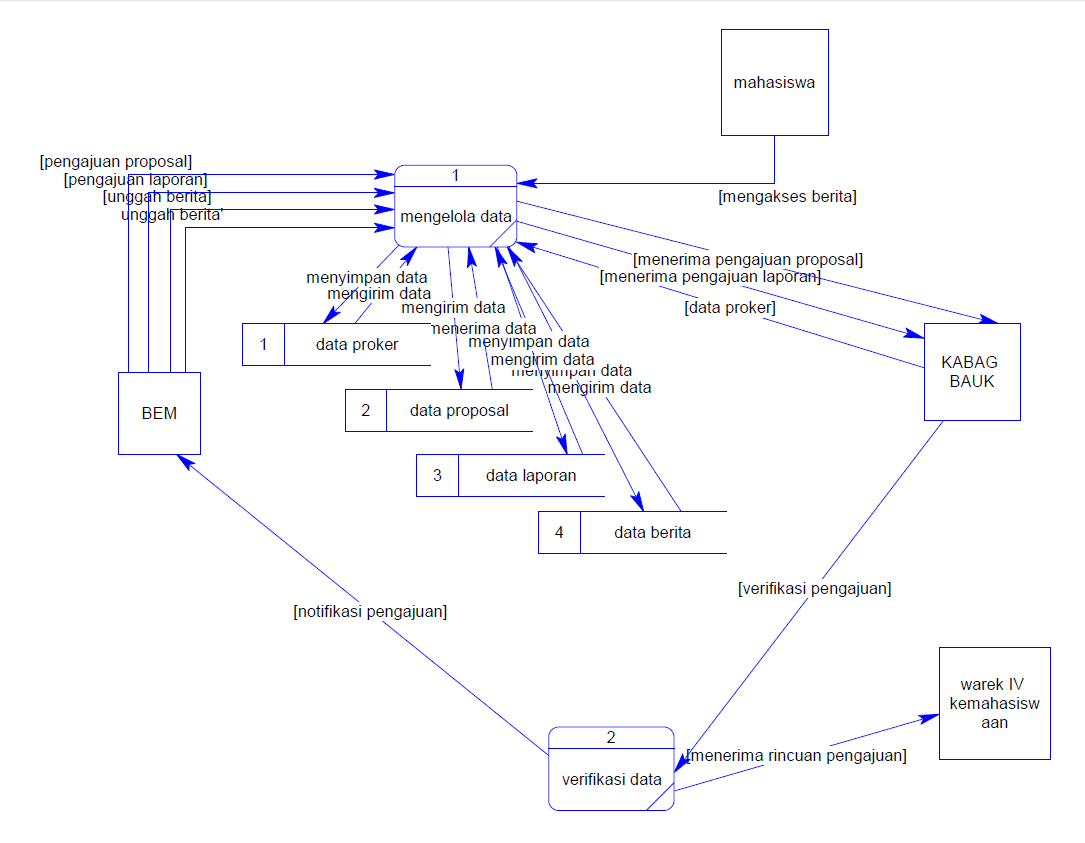 mahasiswa
[pengajuan proposal]
[pengajuan laporan]
[unggah berita]
unggah berita'
1
mengelola data
[mengakses berita]
[menerima pengajuan proposal]
[menerima pengajuan laporan]
[data proker]
menyimpan data
mengirim data
mengirim data
menerima data
menyimpan data
mengirim data
menyimpan data
mengirim data
1
data proker
KABAG
BAUK
BEM
2
data proposal
3
data laporan
4
data berita
[verifikasi pengajuan]
[notifikasi pengajuan]
warek IV
kemahasisw
aan
2
verifikasi data
[menerima rincuan pengajuan]